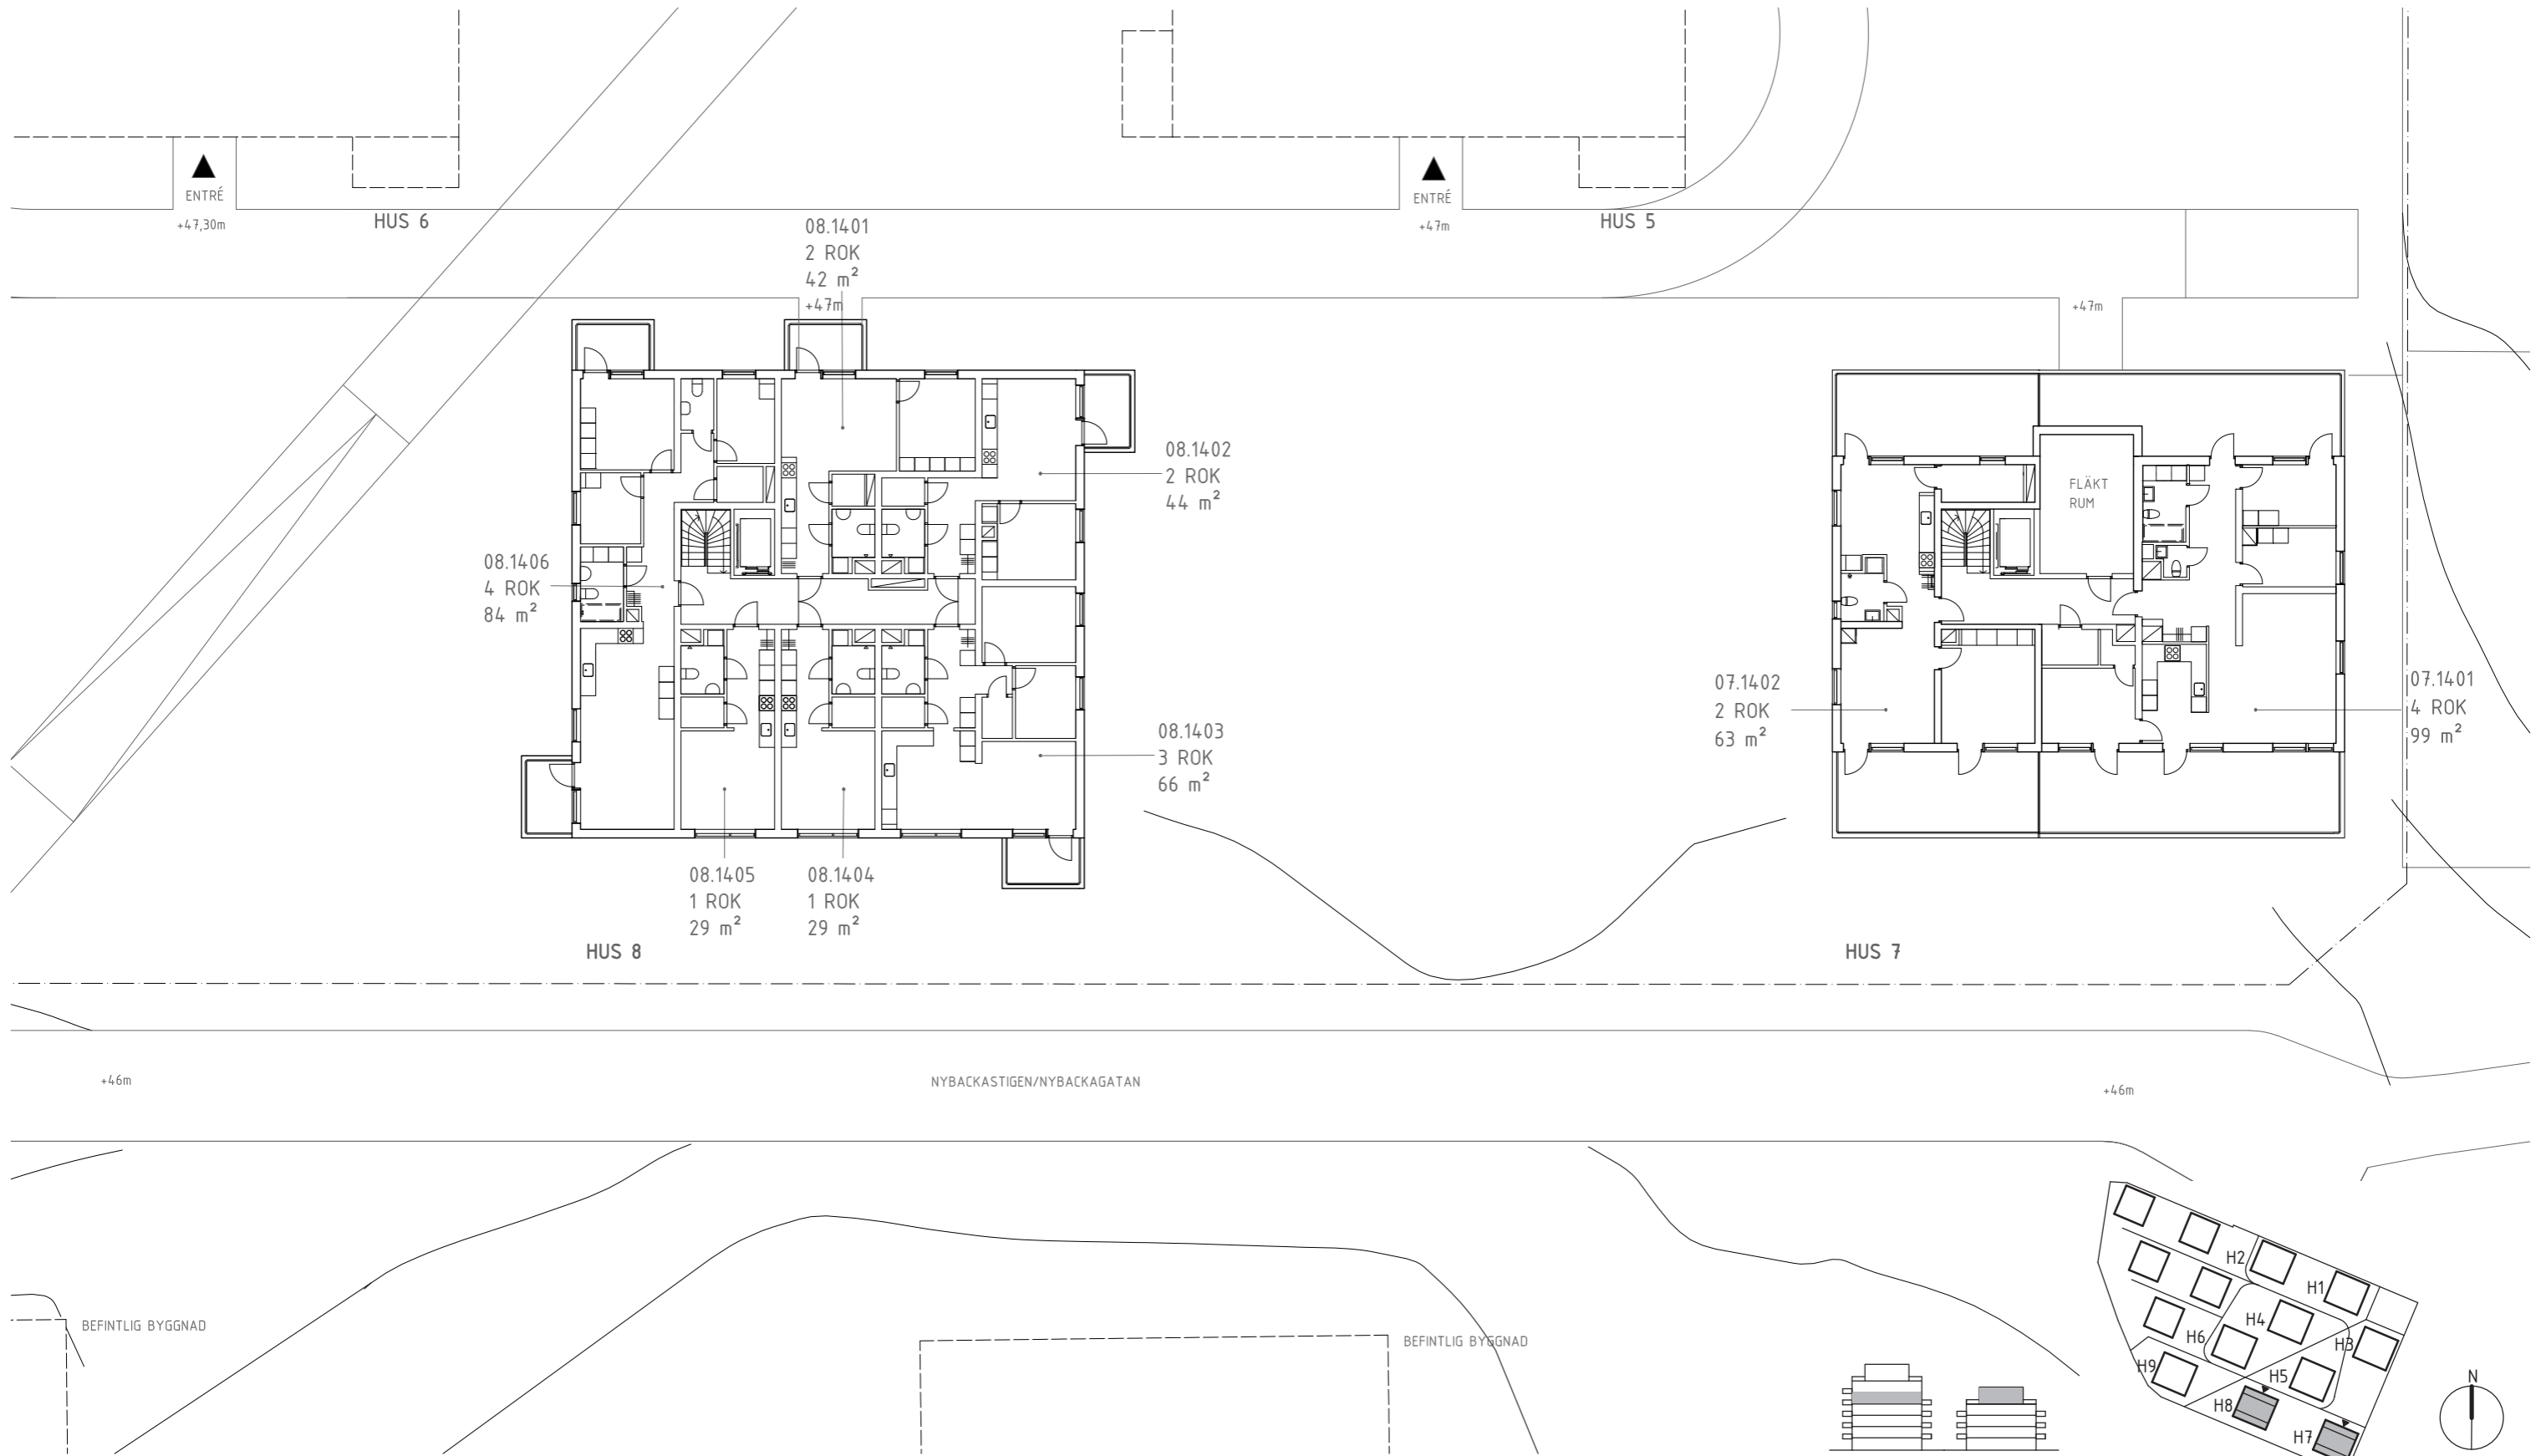 ENTRÉ
+47,30m
HUS 6
ENTRÉ
+47m
HUS 5
08.1401
2 ROK
42 m²
+47m
+47m
08.1402
2 ROK
44 m²
FLÄKT
RUM
08.1406
4 ROK
84 m²
07.1402
2 ROK
63 m²
07.1401
4 ROK
99 m²
08.1403
3 ROK
66 m²
08.1405
1 ROK
29 m²
08.1404
1 ROK
29 m²
HUS 8
HUS 7
+46m
NYBACKASTIGEN/NYBACKAGATAN
+46m
BEFINTLIG BYGGNAD
BEFINTLIG BYGGNAD
H2
H1
H4
H6
H3
H9
H5
H8
H7
N